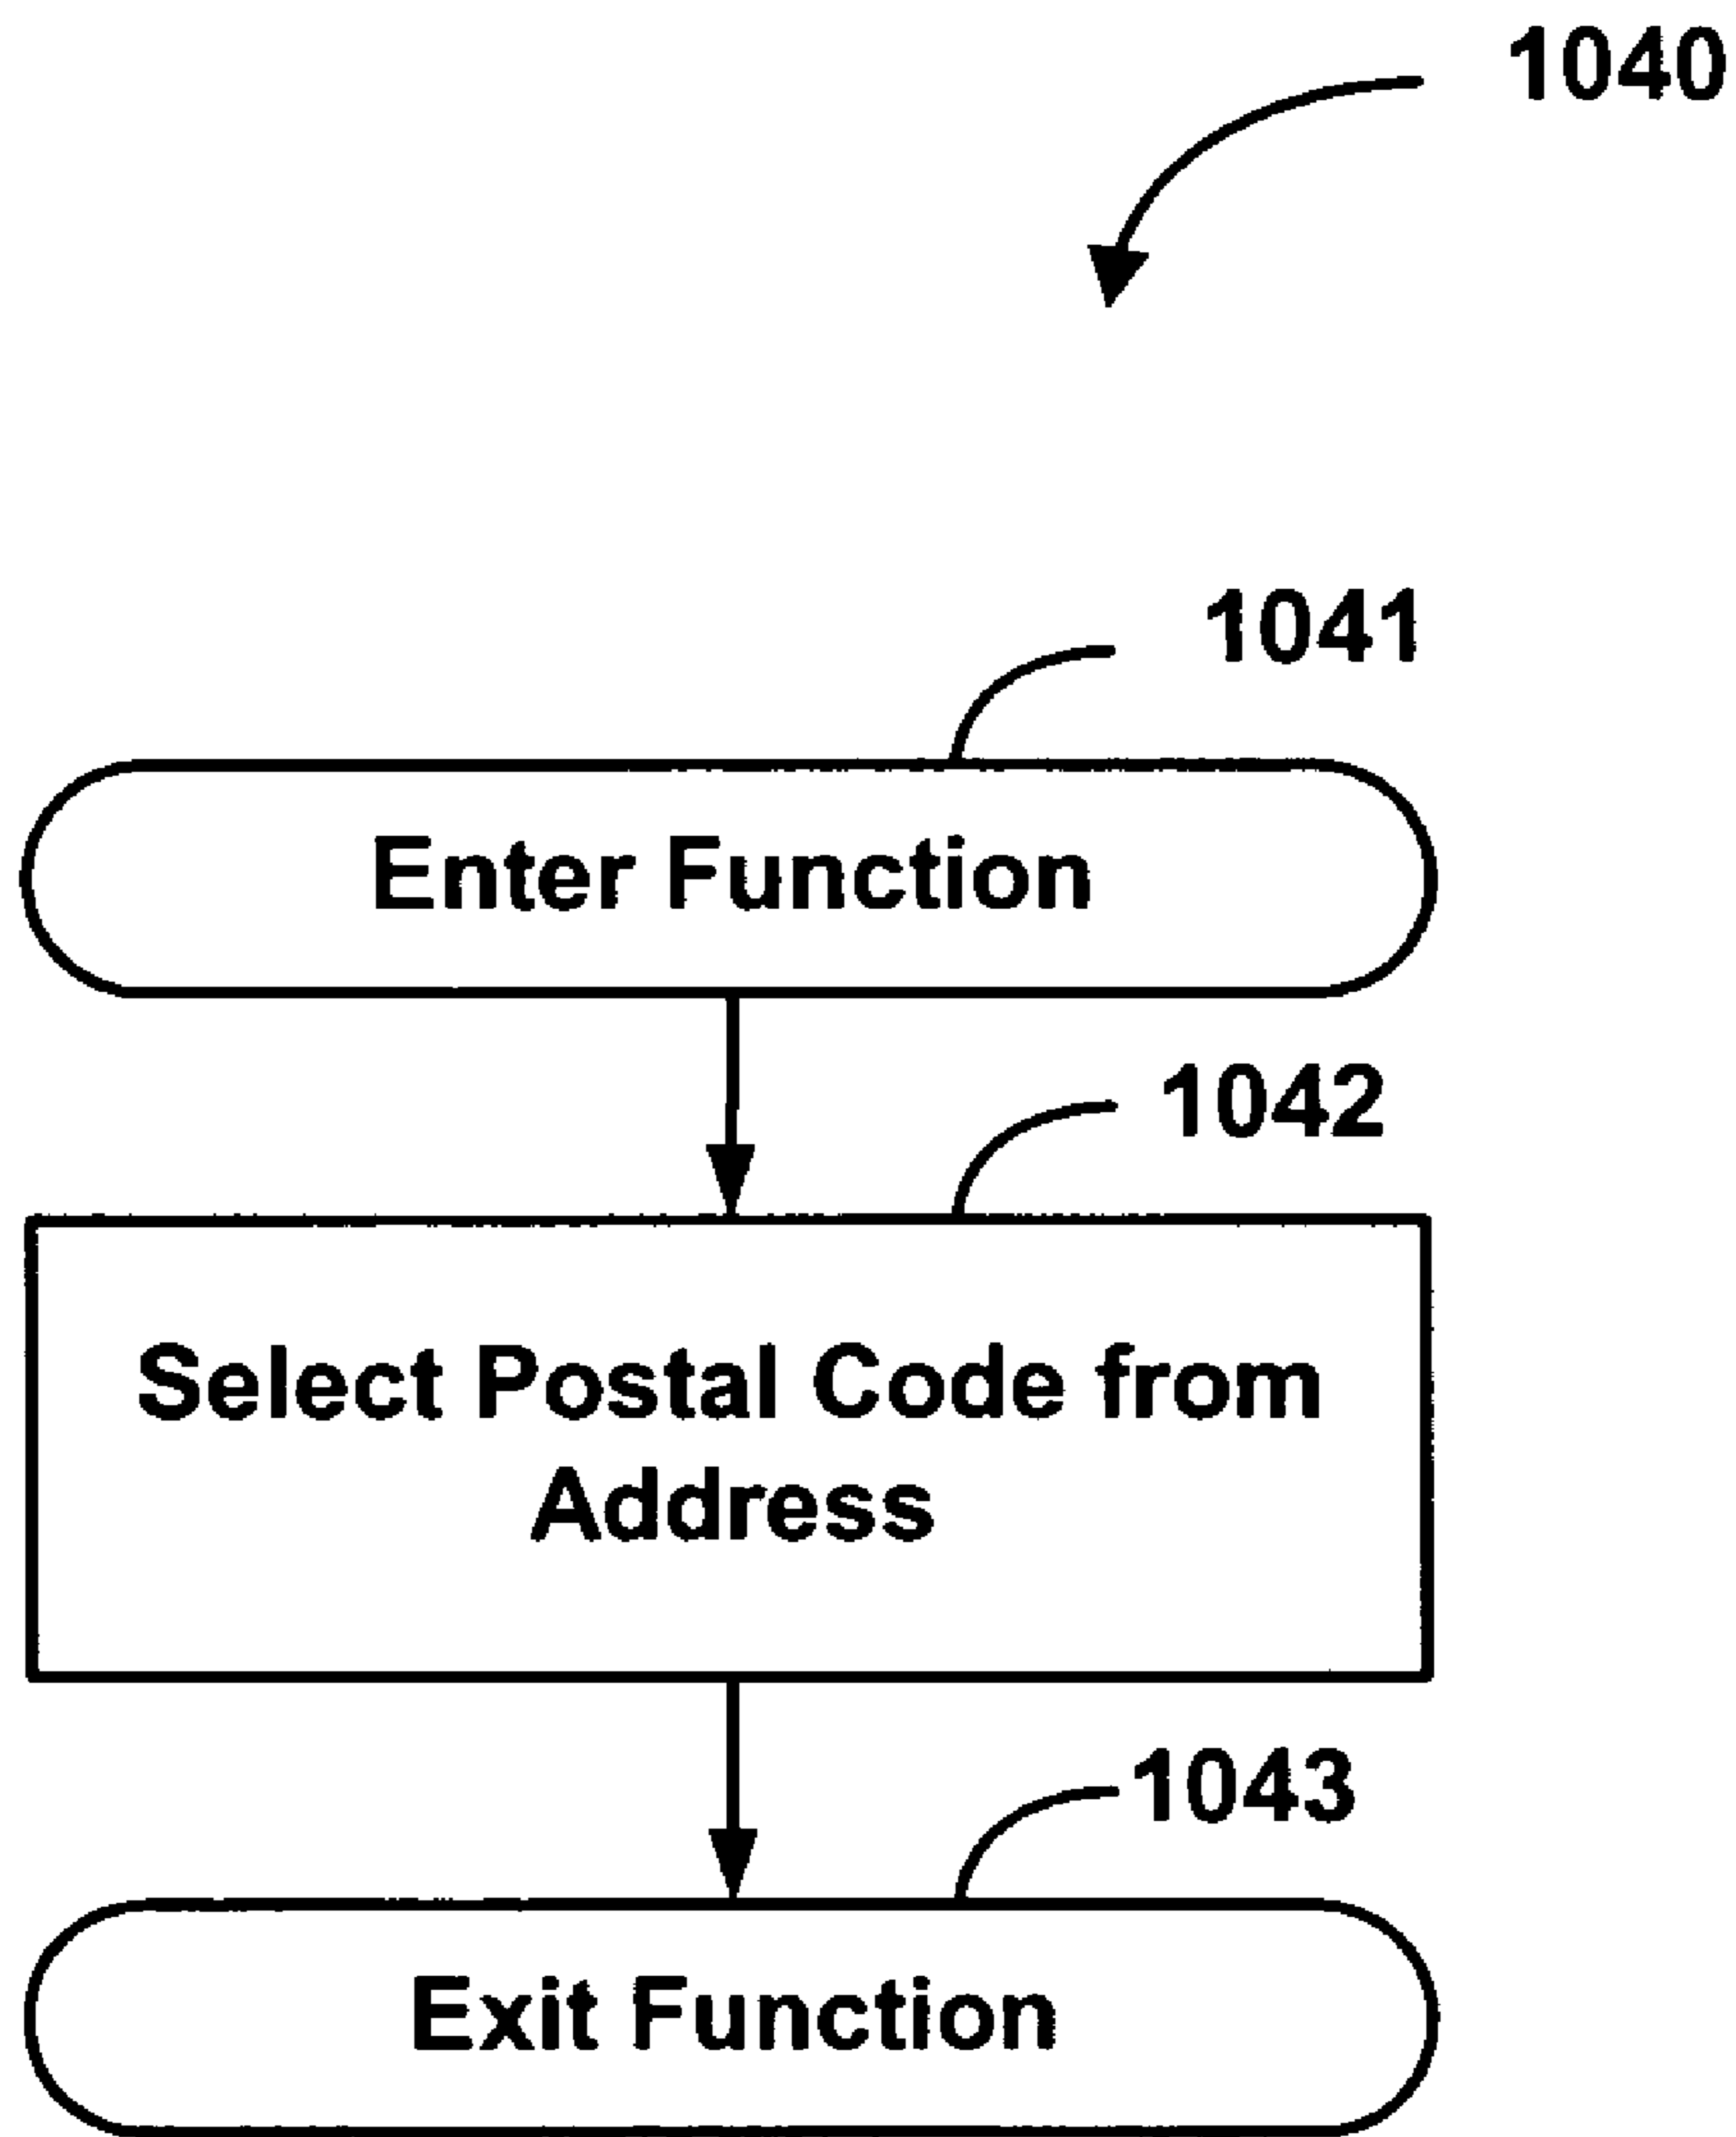 1040
1041
Enter Function
1042
Select Postal Code from
Address
1043
Exit Function